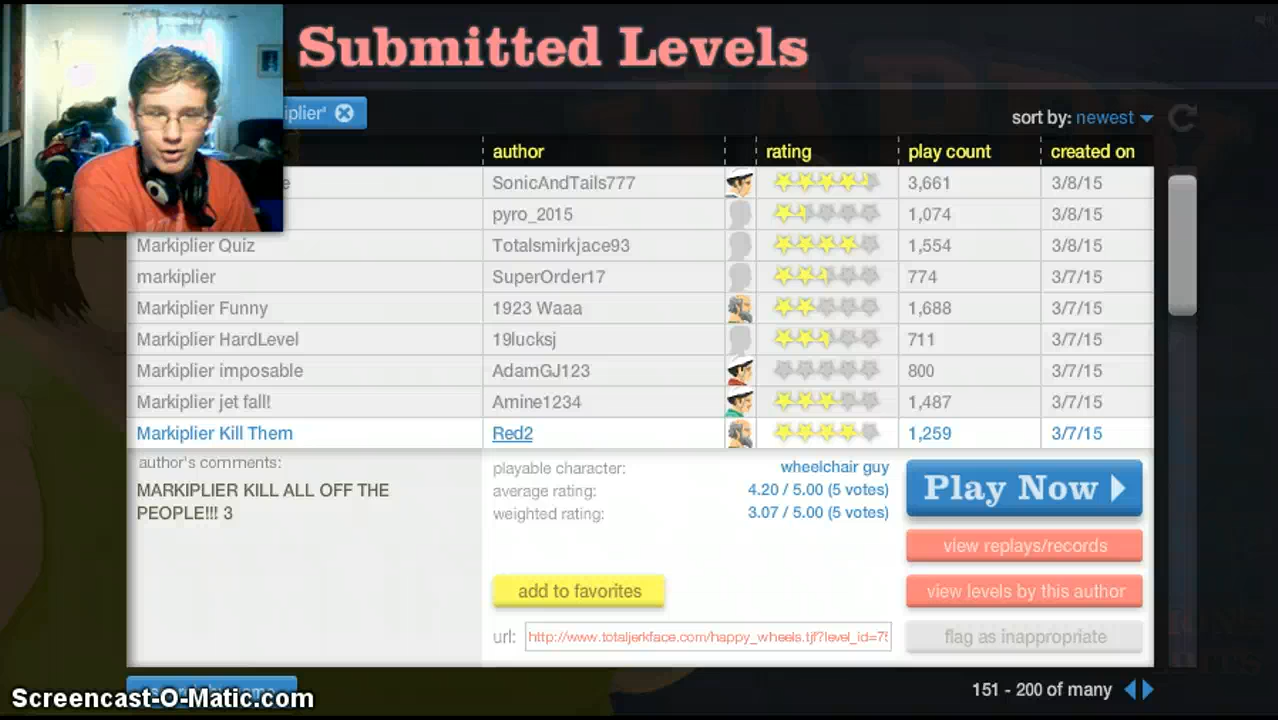 Submitted Levels
iplier'
sort by: newest
author rating play count created on
e SonicAndTails777 3,661 3/8/15
pyro_2015 1,074 3/8/15
Markiplier Quiz Totalsmirkjace93 1,554 3/8/15
markiplier SuperOrder17 774 3/7/15
Markiplier Funny 1923 Waaa 1,688 3/7/15
Markiplier HardLevel 19lucksj 711 3/7/15
Markiplier imposable AdamGJ123 800 3/7/15
Markiplier jet fall! Amine1234 1,487 3/7/15
Markiplier Kill Them Red2 1,259 3/7/15
author's comments:
MARKIPLIER KILL ALL OFF THE
PEOPLE!!! 3
playable character: wheelchair guy
average rating: 4.20 / 5.00 (5 votes)
weighted rating: 3.07 / 5.00 (5 votes)
add to favorites
url: http://www.totaljerkface.com/happy_wheels.tjf?level_id=7
Play Now
view replays/records
view levels by this author
flag as inappropriate
Screencast-O-Matic.com
151 - 200 of many